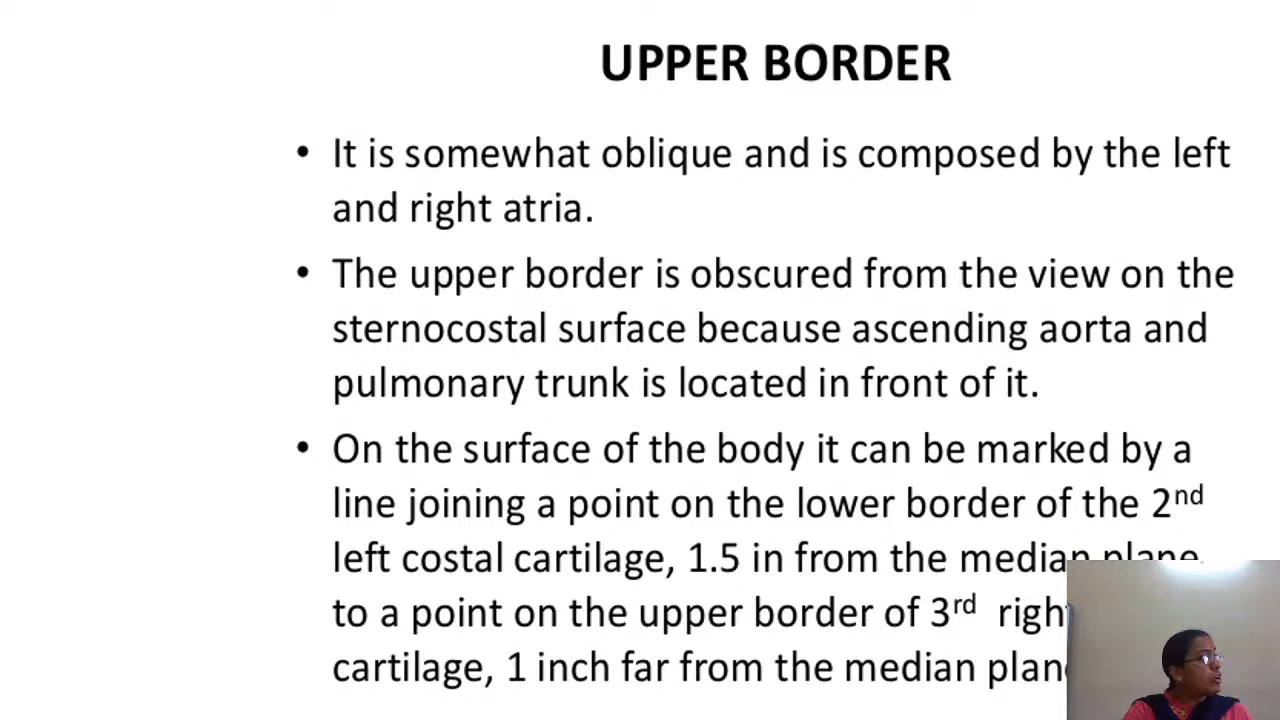 UPPER BORDER
• It is somewhat oblique and is composed by the left
and right atria.
• The upper border is obscured from the view on the
sternocostal surface because ascending aorta and
pulmonary trunk is located in front of it.
• On the surface of the body it can be marked by a
line joining a point on the lower border of the 2nd
left costal cartilage, 1.5 in from the median plane
to a point on the upper border of 3rd
cartilage, 1 inch far from the median